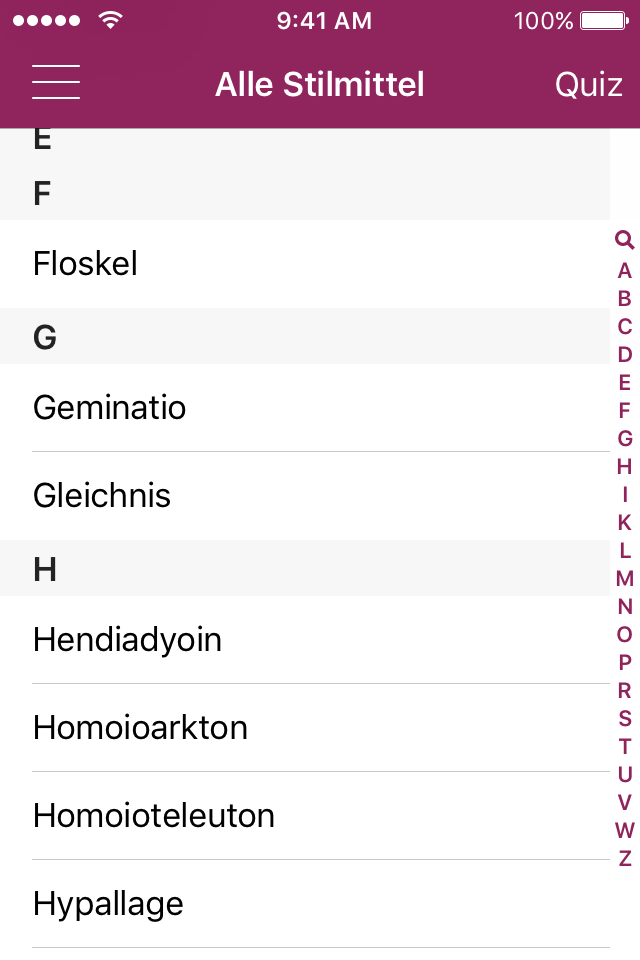 9:41 AM 100%
Alle Stilmittel Quiz
E
F
Floskel
G
Geminatio
Gleichnis
H
Hendiadyoin
Homoioarkton
Homoioteleuton
Hypallage
A
B
C
D
E
F
G
H
I
K
L
M
N
O
P
R
S
T
U
V
W
Z